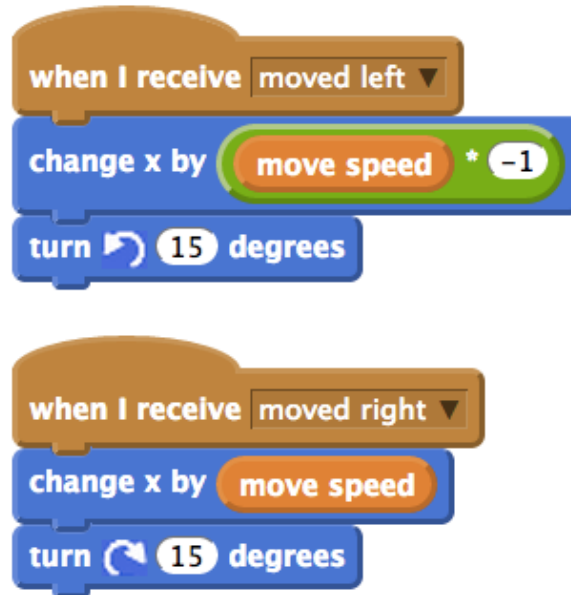 when I receive moved left
change x by move speed * -1
turn 15 degrees
when I receive moved right
change x by move speed
turn 15 degrees